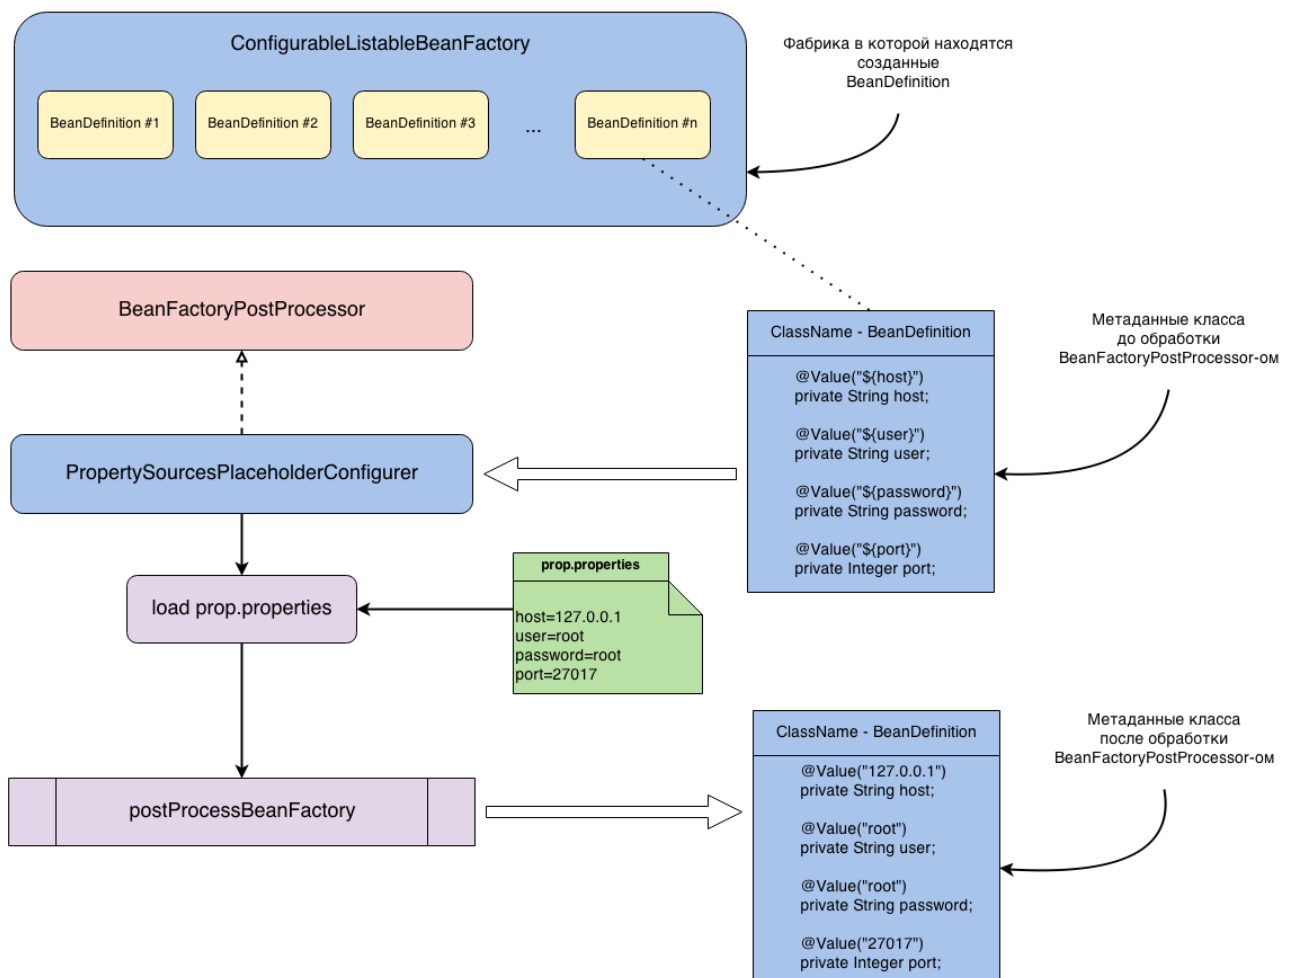 ConfigurableListableBeanFactory
BeanDefinition #1
BeanDefinition #2
BeanDefinition #3
...
BeanDefinition #n
Фабрика в которой находятся
созданные
BeanDefinition
BeanFactoryPostProcessor
PropertySourcesPlaceholderConfigurer
ClassName - BeanDefinition
@Value("${host}")
private String host;
@Value("${user}")
private String user;
@Value("${password}")
private String password;
@Value("${port}")
private Integer port;
Метаданные класса
до обработки
BeanFactoryPostProcessor-ом
load prop.properties
prop.properties
host=127.0.0.1
user=root
password=root
port=27017
postProcessBeanFactory
ClassName - BeanDefinition
@Value("127.0.0.1")
private String host;
@Value("root")
private String user;
@Value("root")
private String password;
@Value("27017")
private Integer port;
Метаданные класса
после обработки
BeanFactoryPostProcessor-ом